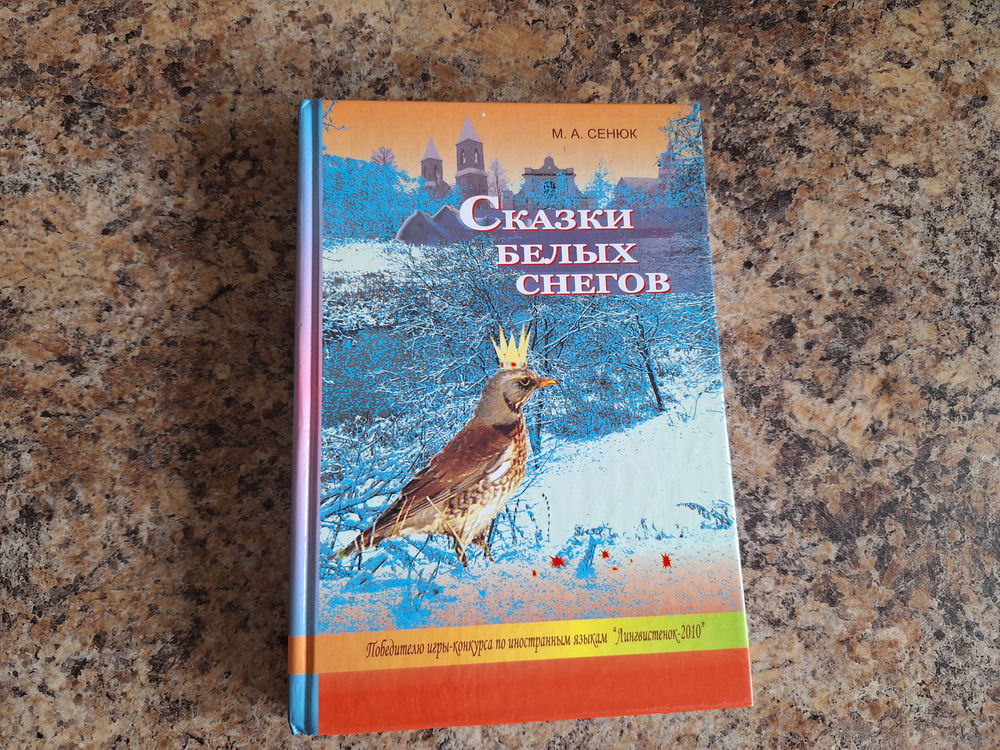 М. А. СЕНЮК
СКАЗКИ
БЕЛЫХ
СНЕГОВ
Победителю игры-конкурса по иностранным языкам "Лингвистенок-2010"